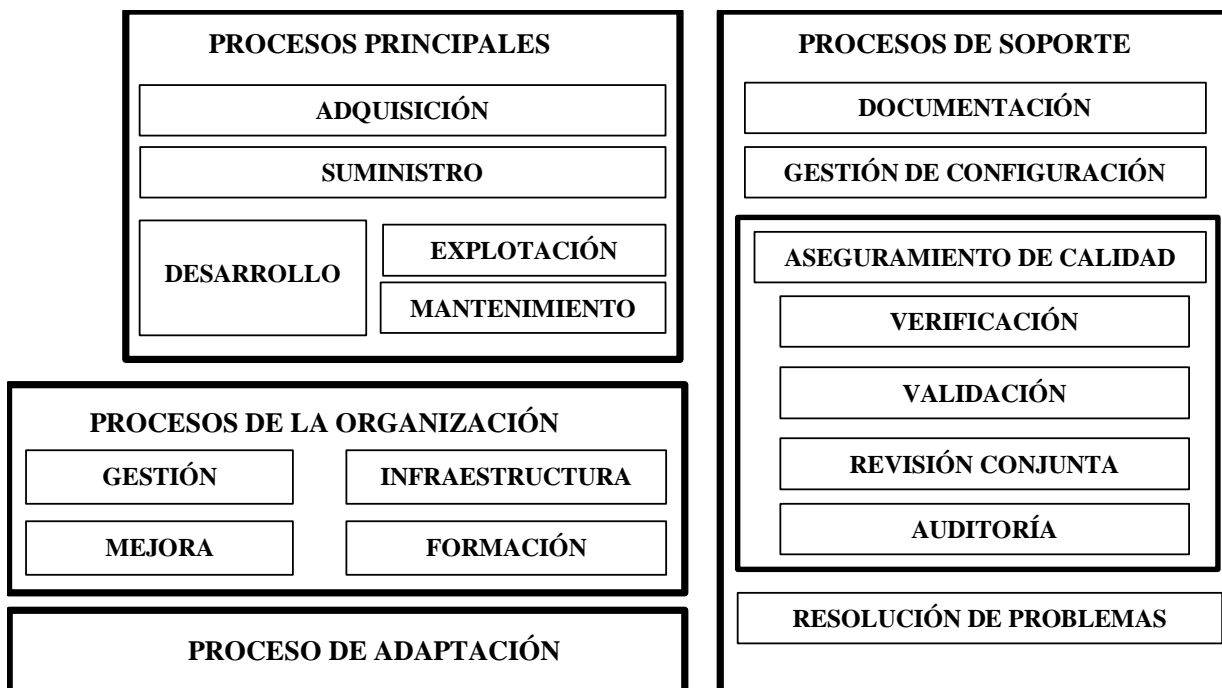 PROCESOS PRINCIPALES
ADQUISICIÓN
SUMINISTRO
DESARROLLO
EXPLOTACIÓN
MANTENIMIENTO
PROCESOS DE LA ORGANIZACIÓN
GESTIÓN
INFRAESTRUCTURA
MEJORA
FORMACIÓN
PROCESO DE ADAPTACIÓN
PROCESOS DE SOPORTE
DOCUMENTACIÓN
GESTIÓN DE CONFIGURACIÓN
ASEGURAMIENTO DE CALIDAD
VERIFICACIÓN
VALIDACIÓN
REVISIÓN CONJUNTA
AUDITORÍA
RESOLUCIÓN DE PROBLEMAS